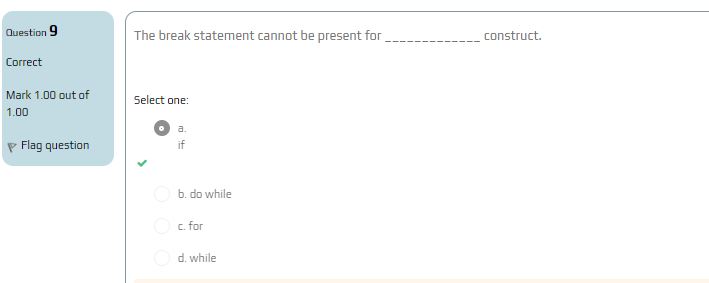 Question 9
Correct
Mark 1.00 out of
1.00
Flag question
The break statement cannot be present for _____________ construct.
Select one:
a.
if
b. do while
c. for
d. while